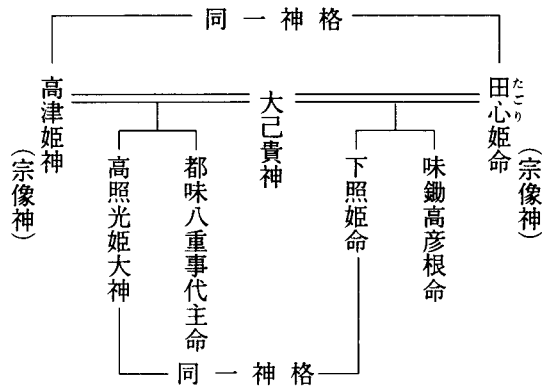 同一神格
田心姫命
たごり
（宗像神）
味鋤高彦根命
下照姫命
大己貴神
都味八重事代主命
高照光姫大神
高津姫神
（宗像神）
同一神格